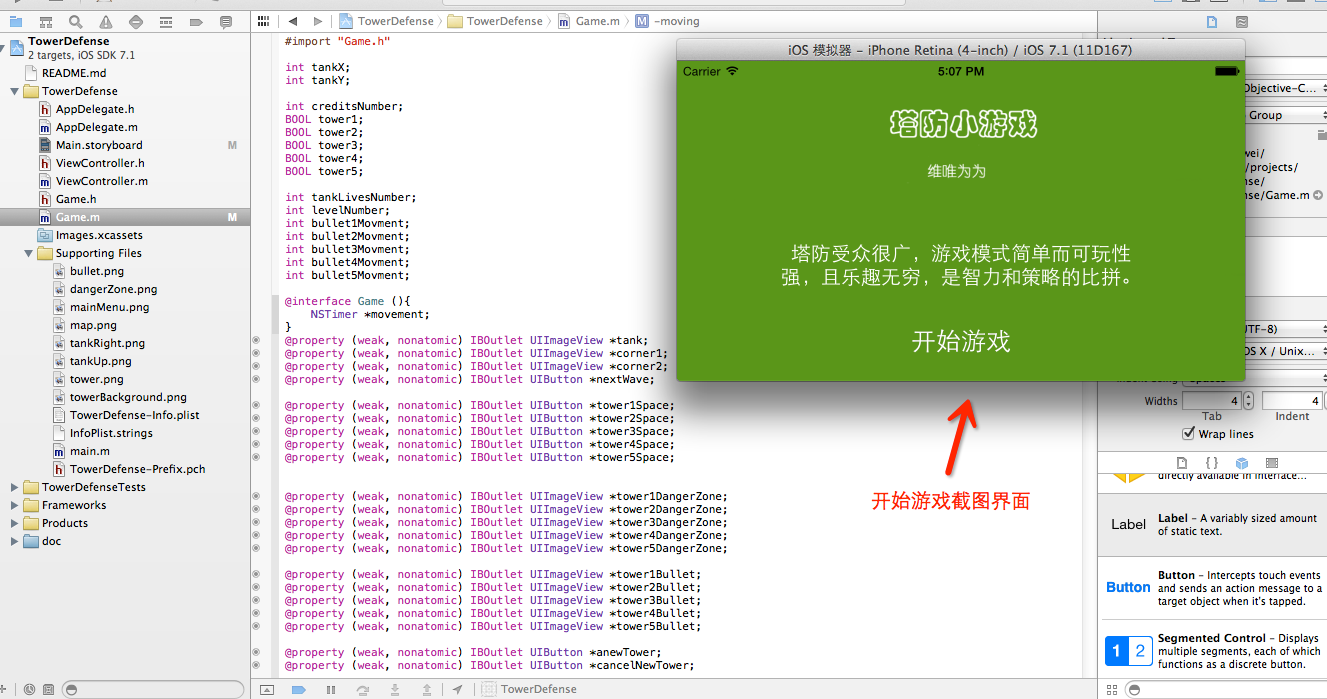 TowerDefense
TowerDefense
Game.m
M
-moving
TowerDefense
2 targets, iOS SDK 7.1
README.md
TowerDefense
AppDelegate.h
AppDelegate.m
Main.storyboard
M
ViewController.h
ViewController.m
Game.h
Game.m
M
Images.xcassets
Supporting Files
bullet.png
dangerZone.png
mainMenu.png
map.png
tankRight.png
tankUp.png
tower.png
towerBackground.png
TowerDefense-Info.plist
InfoPlist.strings
main.m
TowerDefense-Prefix.pch
TowerDefenseTests
Frameworks
Products
doc
#import "Game.h"
int tankX;
int tankY;
int creditsNumber;
BOOL tower1;
BOOL tower2;
BOOL tower3;
BOOL tower4;
BOOL tower5;
int tankLivesNumber;
int levelNumber;
int bullet1Movment;
int bullet2Movment;
int bullet3Movment;
int bullet4Movment;
int bullet5Movment;
@interface Game (){
NSTimer *movement;
}
@property (weak, nonatomic) IBOutlet UIImageView *tank;
@property (weak, nonatomic) IBOutlet UIImageView *corner1;
@property (weak, nonatomic) IBOutlet UIImageView *corner2;
@property (weak, nonatomic) IBOutlet UIButton *nextWave;
@property (weak, nonatomic) IBOutlet UIButton *tower1Space;
@property (weak, nonatomic) IBOutlet UIButton *tower2Space;
@property (weak, nonatomic) IBOutlet UIButton *tower3Space;
@property (weak, nonatomic) IBOutlet UIButton *tower4Space;
@property (weak, nonatomic) IBOutlet UIButton *tower5Space;
@property (weak, nonatomic) IBOutlet UIImageView *tower1DangerZone;
@property (weak, nonatomic) IBOutlet UIImageView *tower2DangerZone;
@property (weak, nonatomic) IBOutlet UIImageView *tower3DangerZone;
@property (weak, nonatomic) IBOutlet UIImageView *tower4DangerZone;
@property (weak, nonatomic) IBOutlet UIImageView *tower5DangerZone;
@property (weak, nonatomic) IBOutlet UIImageView *tower1Bullet;
@property (weak, nonatomic) IBOutlet UIImageView *tower2Bullet;
@property (weak, nonatomic) IBOutlet UIImageView *tower3Bullet;
@property (weak, nonatomic) IBOutlet UIImageView *tower4Bullet;
@property (weak, nonatomic) IBOutlet UIImageView *tower5Bullet;
@property (weak, nonatomic) IBOutlet UIButton *anewTower;
@property (weak, nonatomic) IBOutlet UIButton *cancelNewTower;
TowerDefense
iOS 模拟器 – iPhone Retina (4-inch) / iOS 7.1 (11D167)
Carrier
5:07 PM
塔防小游戏
维唯为为
塔防受众很广，游戏模式简单而可玩性
强，且乐趣无穷，是智力和策略的比拼。
开始游戏
开始游戏截图界面
Objective-C...
Group
wei/
/projects/
nse/
nse/Game.m
UTF-8)
OS X / Unix...
Widths
4
4
Tab
Indent
Wrap lines
{ }
directly available in Interface...
Label
Label – A variably sized amount
of static text.
Button
Button – Intercepts touch events
and sends an action message to a
target object when it's tapped.
1 2
Segmented Control – Displays
multiple segments, each of which
functions as a discrete button.